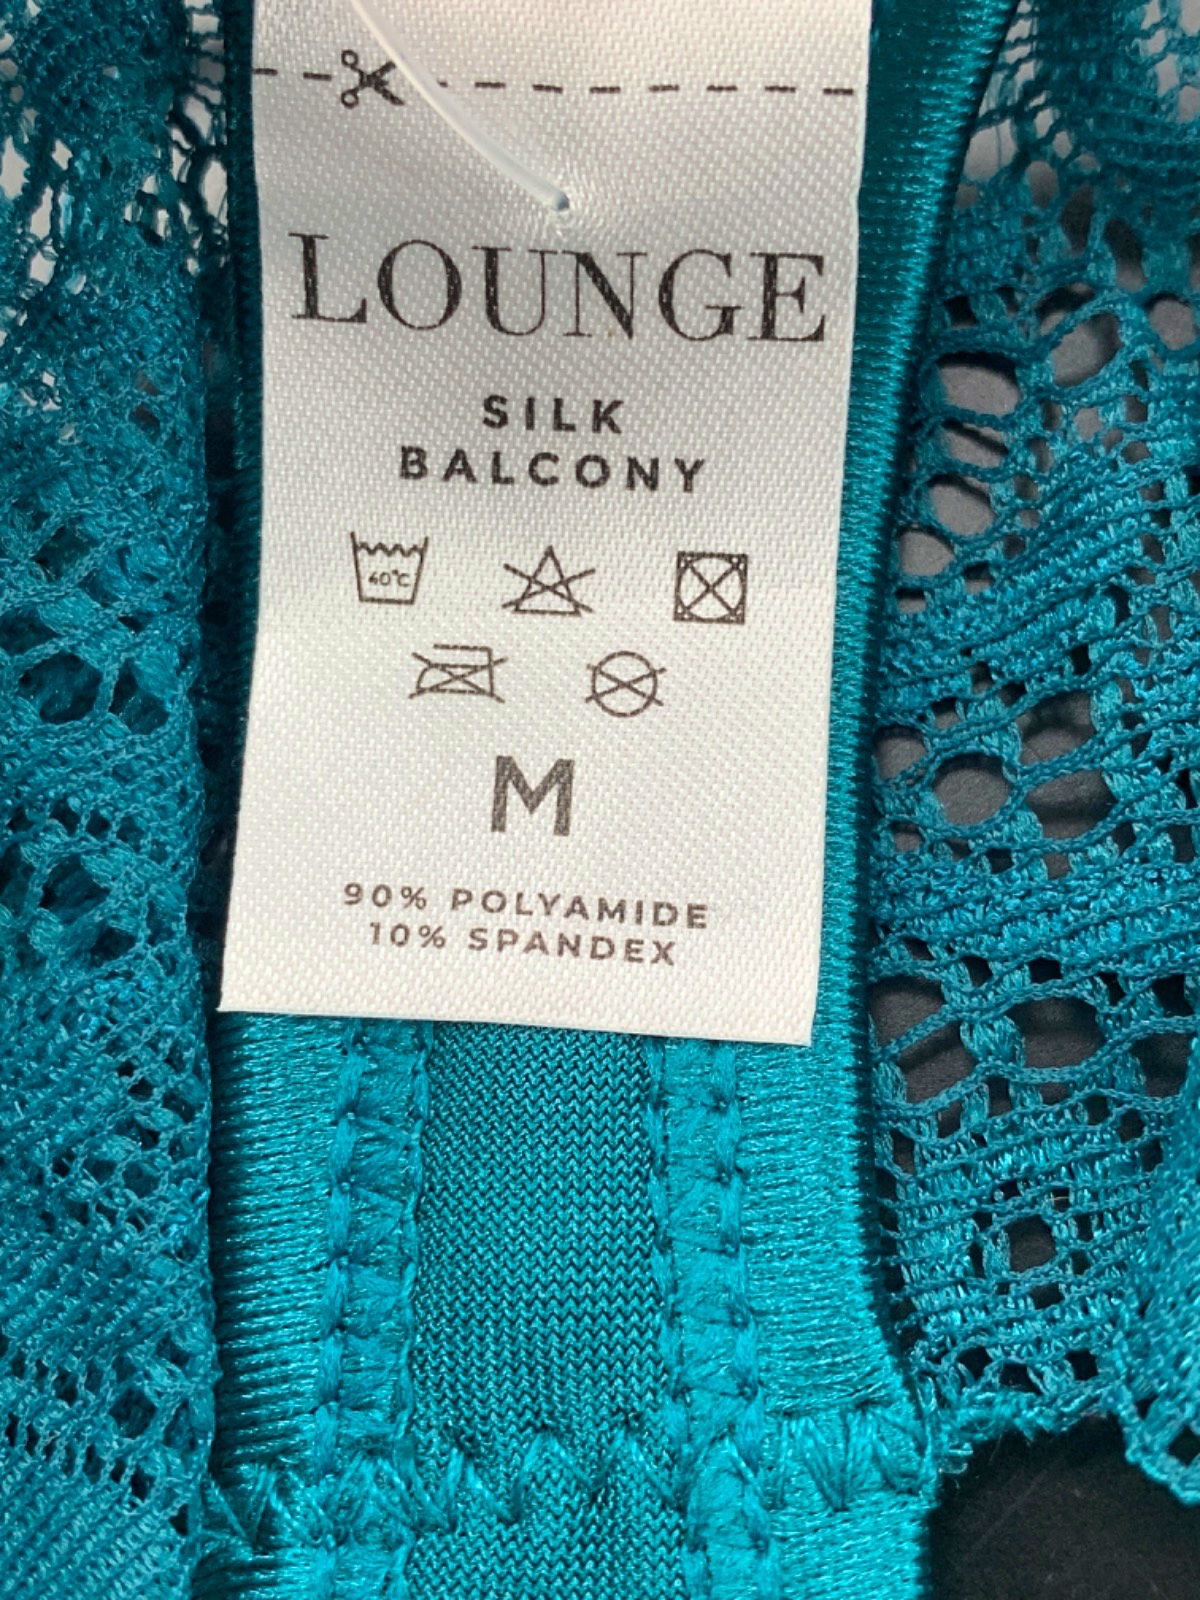 LOUNGE
SILK
BALCONY
40°C
M
90% POLYAMIDE
10% SPANDEX